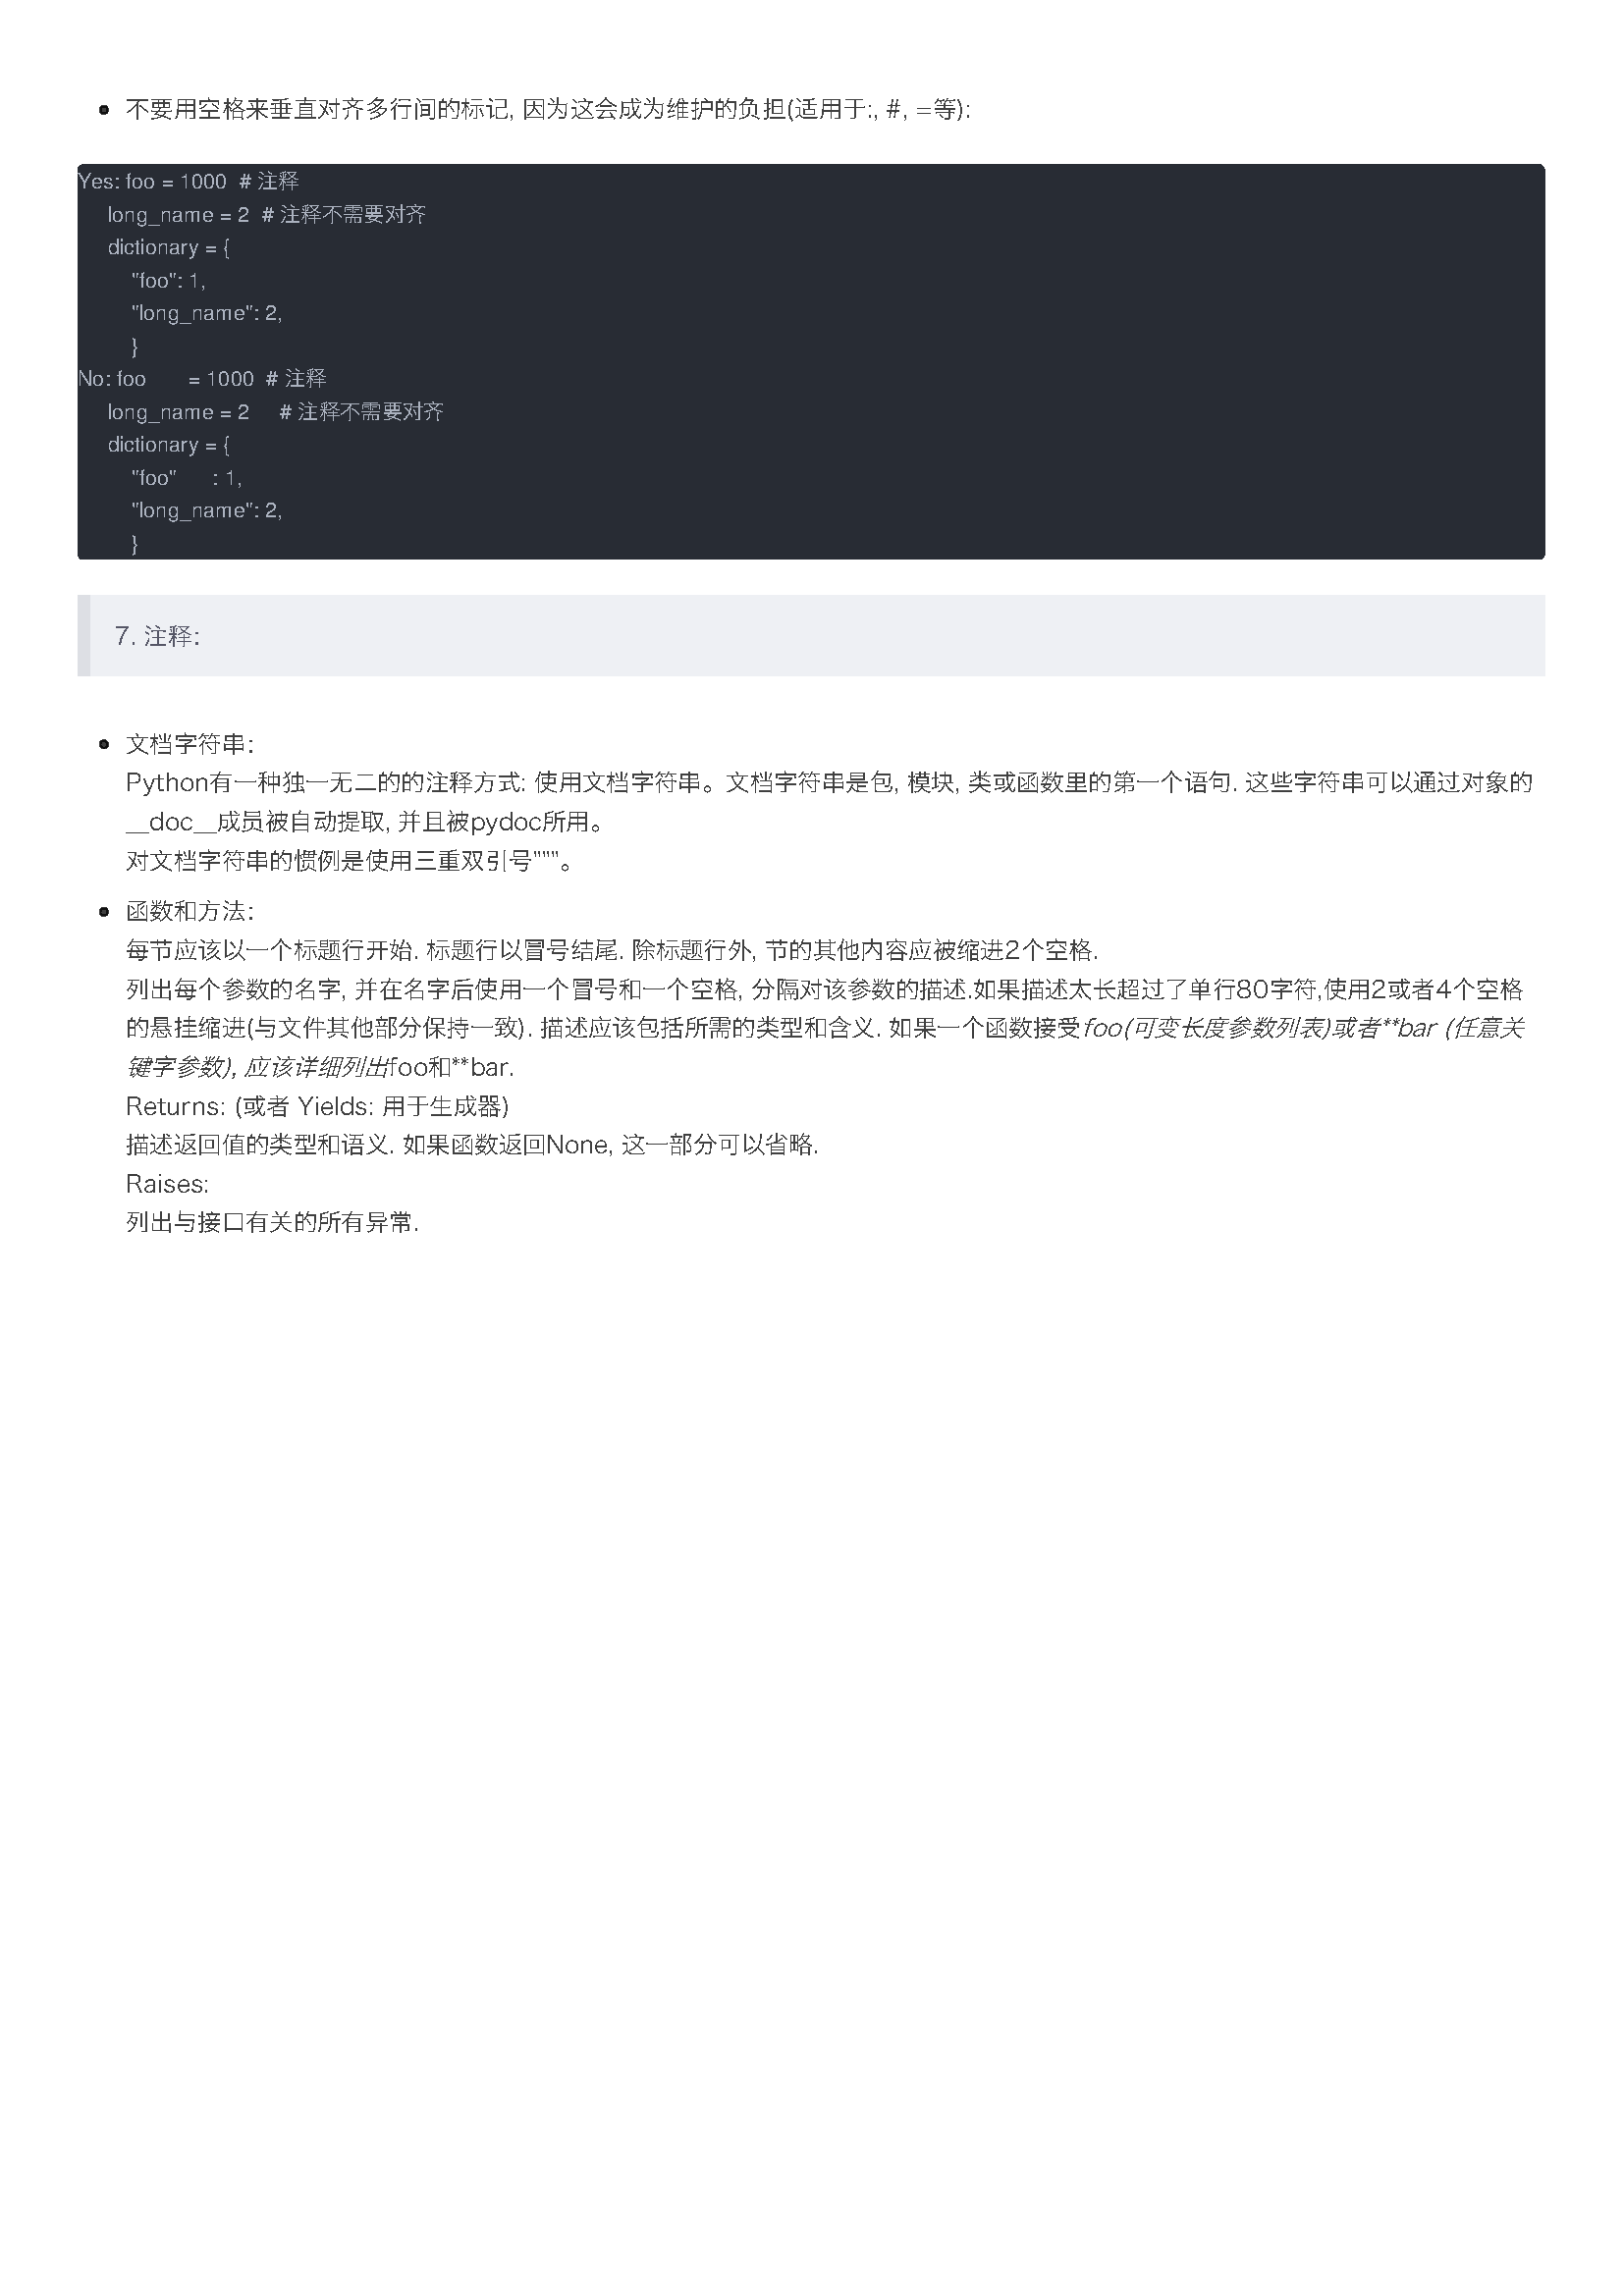 不要用空格来垂直对齐多行间的标记, 因为这会成为维护的负担(适用于:, #, =等):
Yes: foo = 1000  # 注释
     long_name = 2  # 注释不需要对齐
     dictionary = {
         "foo": 1,
         "long_name": 2,
         }
No: foo       = 1000  # 注释
     long_name = 2     # 注释不需要对齐
     dictionary = {
         "foo"      : 1,
         "long_name": 2,
         }
7. 注释:
文档字符串:
Python有一种独一无二的的注释方式: 使用文档字符串。文档字符串是包, 模块, 类或函数里的第一个语句. 这些字符串可以通过对象的
__doc__成员被自动提取, 并且被pydoc所用。
对文档字符串的惯例是使用三重双引号"""。
函数和方法:
每节应该以一个标题行开始. 标题行以冒号结尾. 除标题行外, 节的其他内容应被缩进2个空格.
列出每个参数的名字, 并在名字后使用一个冒号和一个空格, 分隔对该参数的描述.如果描述太长超过了单行80字符,使用2或者4个空格
的悬挂缩进(与文件其他部分保持一致). 描述应该包括所需的类型和含义. 如果一个函数接受foo(可变长度参数列表)或者**bar (任意关
键字参数), 应该详细列出foo和**bar.
Returns: (或者 Yields: 用于生成器)
描述返回值的类型和语义. 如果函数返回None, 这一部分可以省略.
Raises:
列出与接口有关的所有异常.